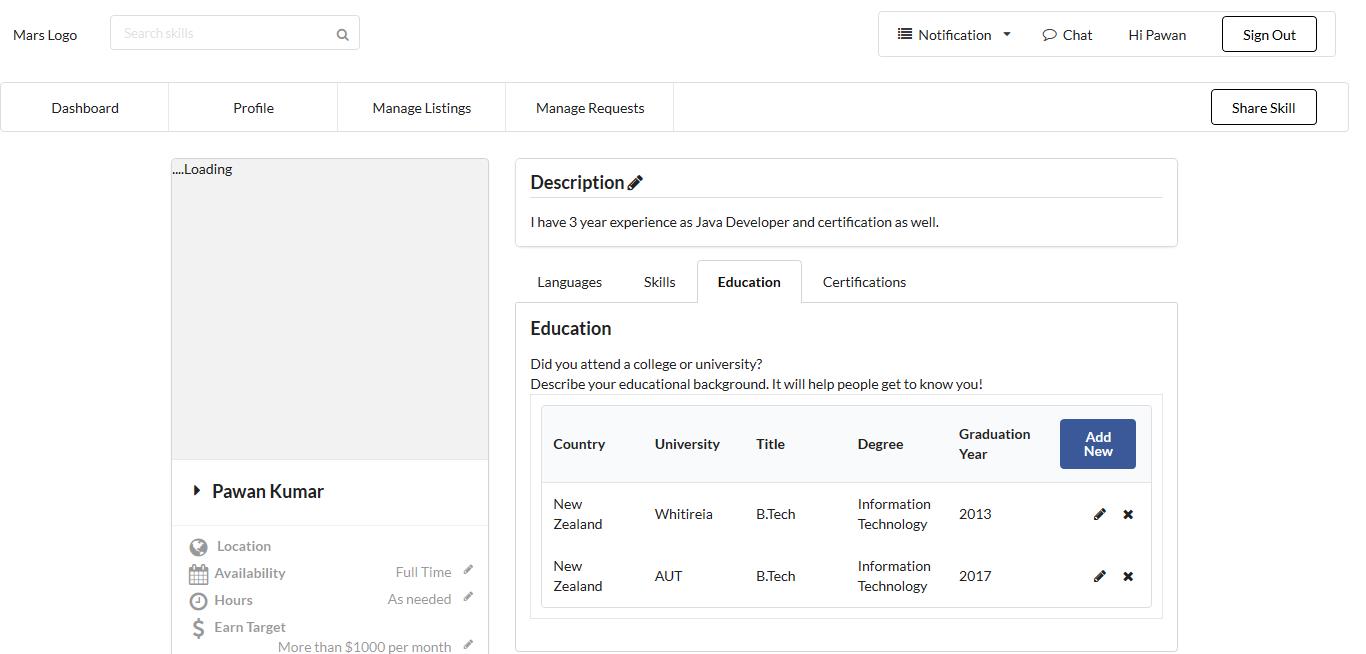 Mars Logo
Search skills
Notification
Chat
Hi Pawan
Sign Out
Dashboard
Profile
Manage Listings
Manage Requests
Share Skill
....Loading
Pawan Kumar
Location
Availability
Full Time
Hours
As needed
Earn Target
More than $1000 per month
Description
I have 3 year experience as Java Developer and certification as well.
Languages
Skills
Education
Certifications
Education
Did you attend a college or university?
Describe your educational background. It will help people get to know you!
Country
University
Title
Degree
Graduation
Year
Add
New
New
Zealand
Whitireia
B.Tech
Information
Technology
2013
New
Zealand
AUT
B.Tech
Information
Technology
2017